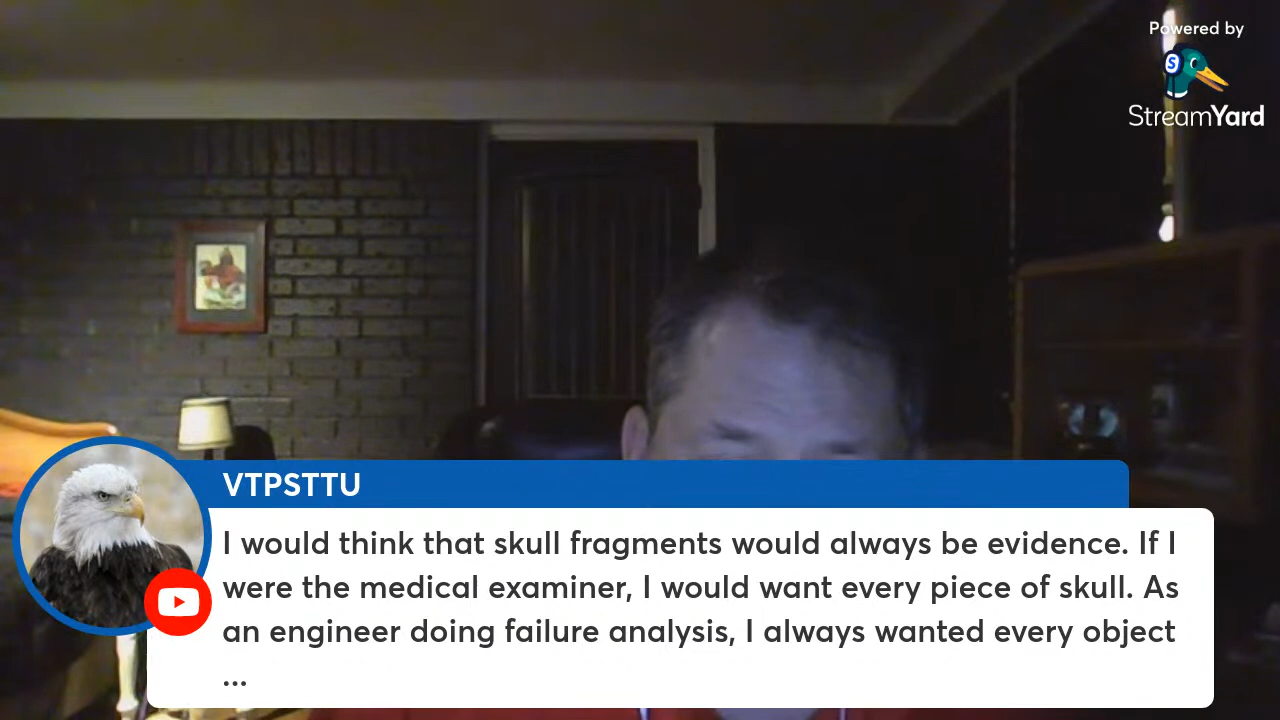 Powered by
StreamYard
VTPSTTU
I would think that skull fragments would always be evidence. If I
were the medical examiner, I would want every piece of skull. As
an engineer doing failure analysis, I always wanted every object
...